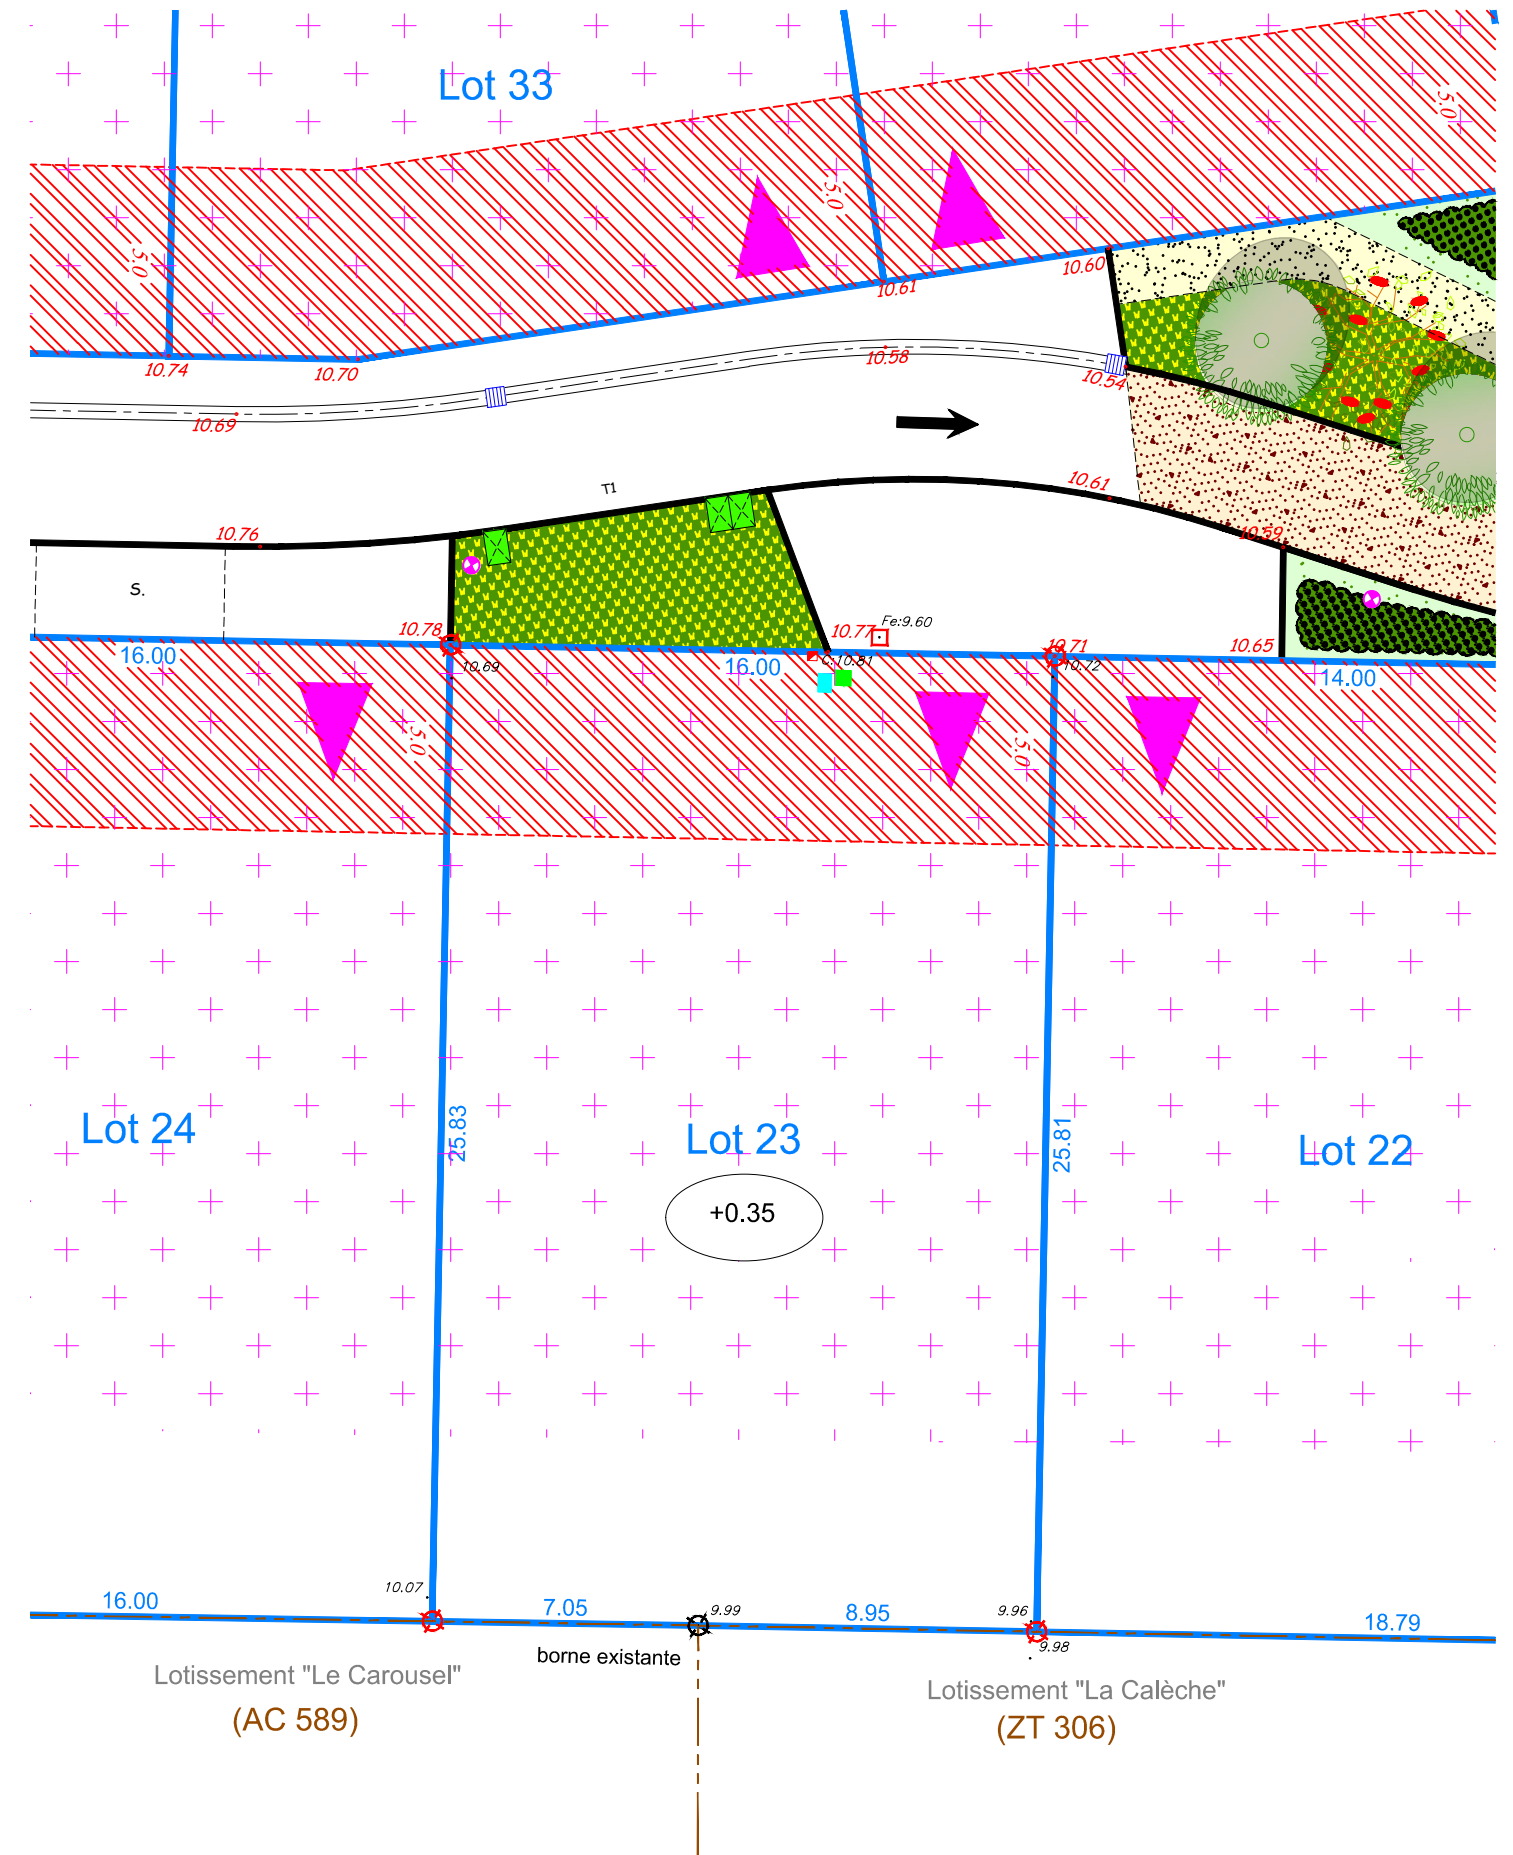 Lot 33
5.0
5.0
5.0
10.60
10.61
10.58
10.54
10.74
10.70
10.69
10.61
T1
10.76
10.59
S.
10.78
10.77
Fe:9.60
10.71
10.65
16.00
10.69
16.00
C:10.81
10.72
14.00
5.0
5.0
Lot 24
25.83
Lot 23
25.81
Lot 22
+0.35
10.07
16.00
7.05
9.99
8.95
9.96
18.79
9.98
borne existante
Lotissement "Le Carousel"
Lotissement "La Calèche"
(AC 589)
(ZT 306)